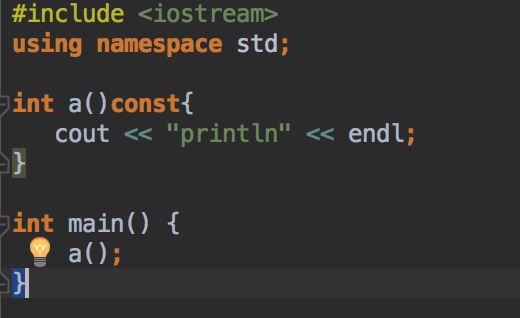 #include <iostream>
using namespace std;
int a()const{
cout << "println" << endl;
}
int main() {
a();
}